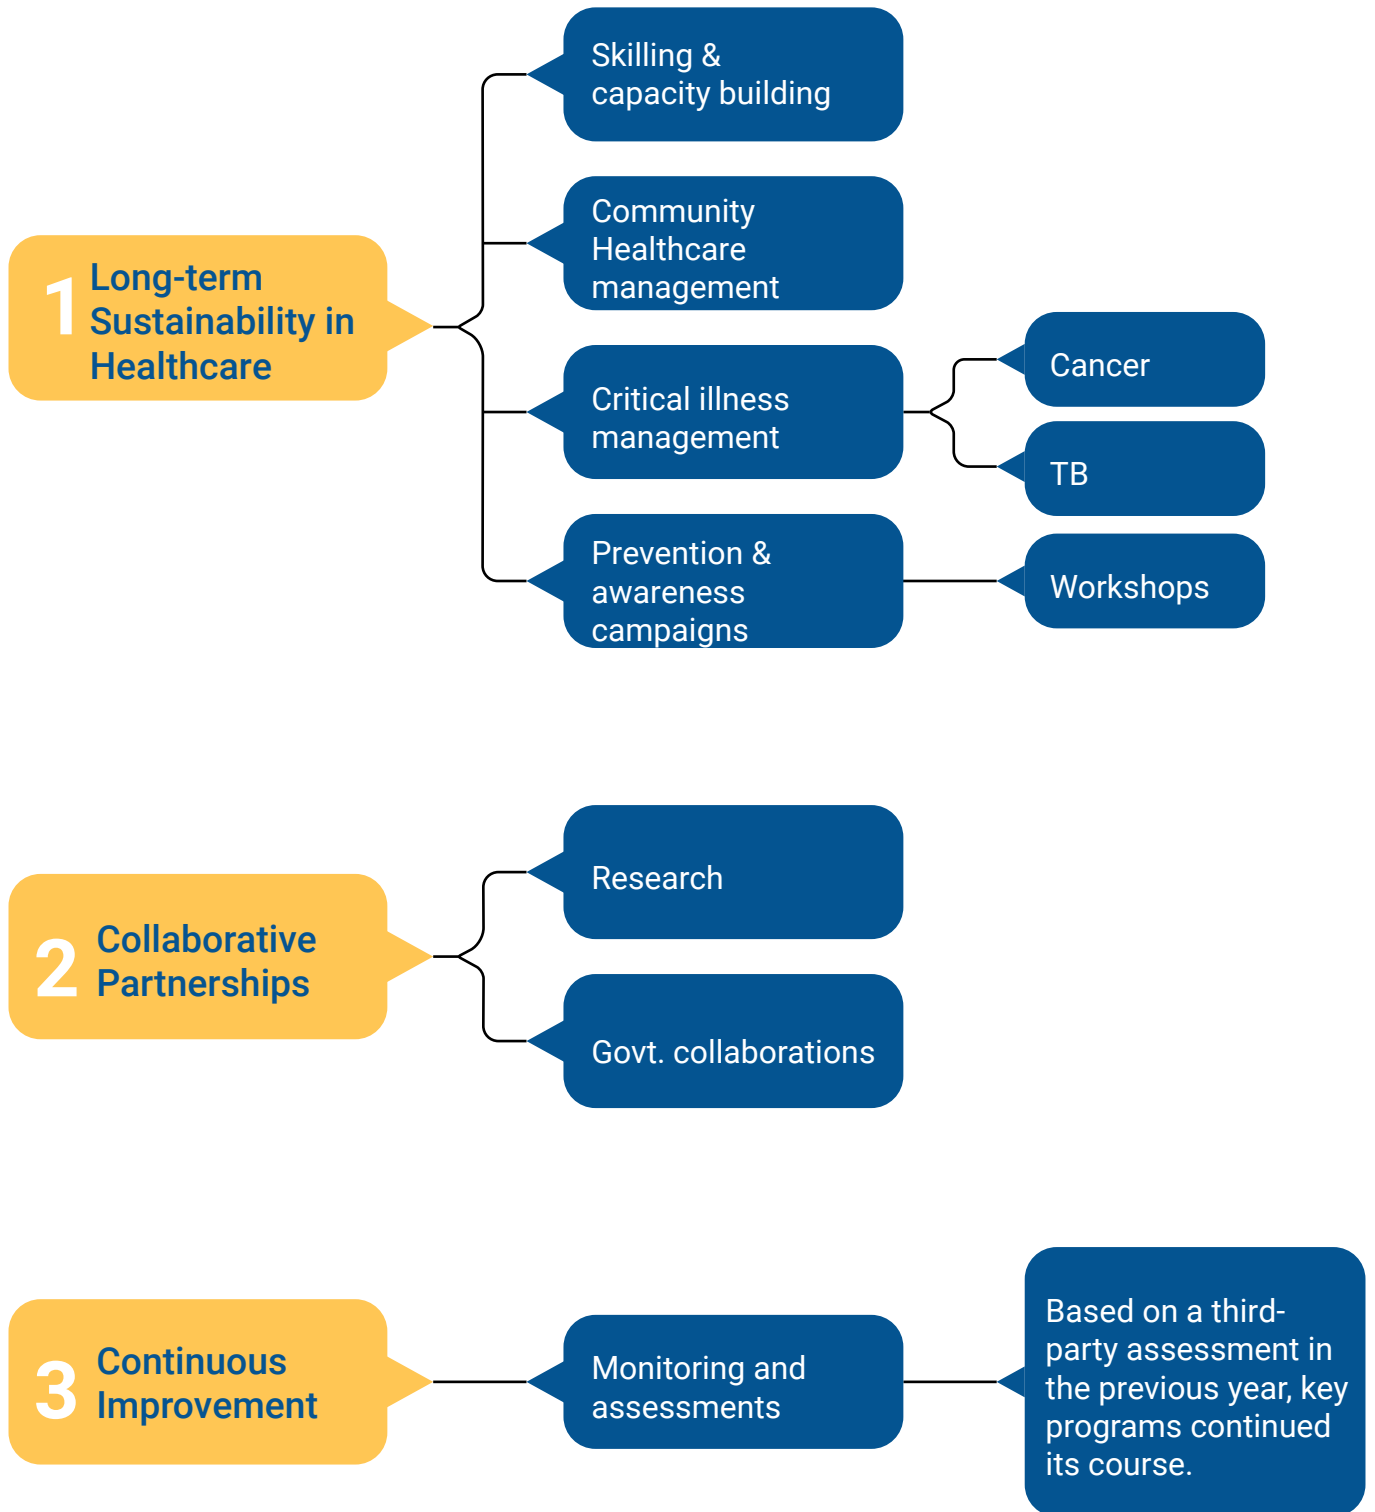 Skilling &
capacity building
Community
Healthcare
management
1
Long-term
Sustainability in
Healthcare
Critical illness
management
Cancer
TB
Prevention &
awareness
campaigns
Workshops
2
Collaborative
Partnerships
Research
Govt. collaborations
3
Continuous
Improvement
Monitoring and
assessments
Based on a third-
party assessment in
the previous year, key
programs continued
its course.